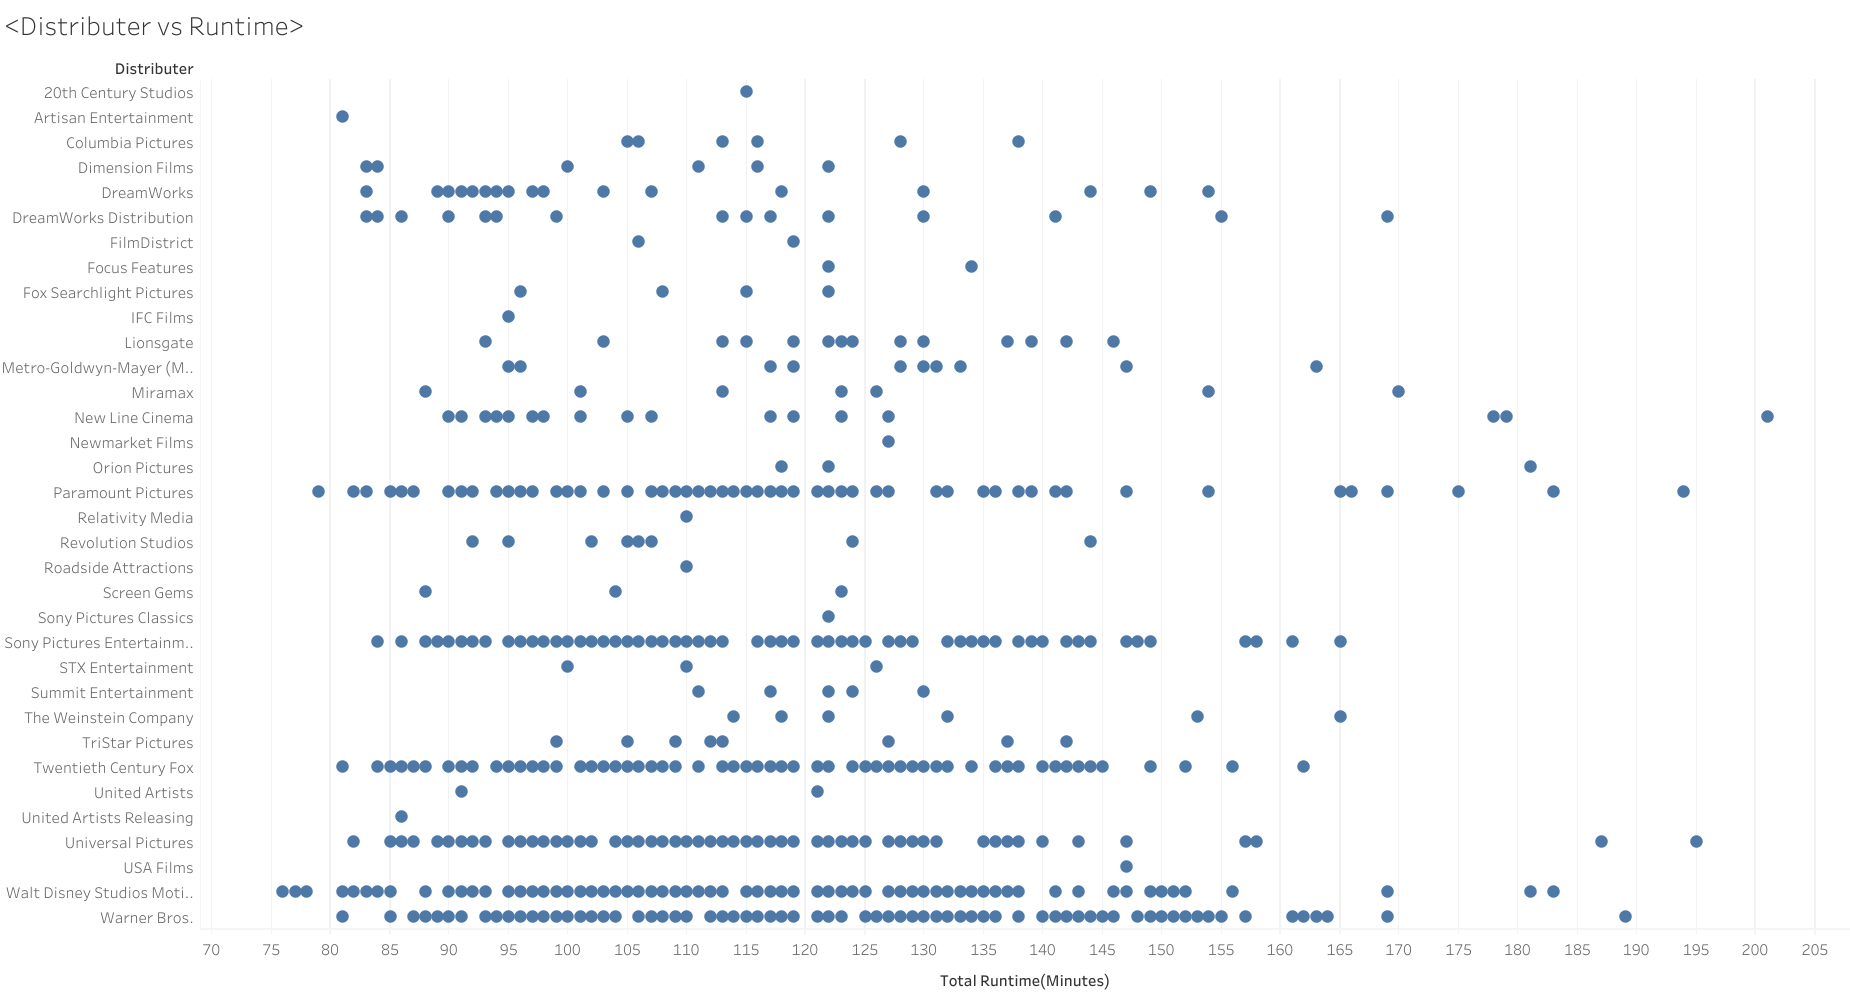 <Distributer vs Runtime>
Distributer
20th Century Studios
Artisan Entertainment
Columbia Pictures
Dimension Films
DreamWorks
DreamWorks Distribution
FilmDistrict
Focus Features
Fox Searchlight Pictures
IFC Films
Lionsgate
Metro-Goldwyn-Mayer (M..
Miramax
New Line Cinema
Newmarket Films
Orion Pictures
Paramount Pictures
Relativity Media
Revolution Studios
Roadside Attractions
Screen Gems
Sony Pictures Classics
Sony Pictures Entertainm..
STX Entertainment
Summit Entertainment
The Weinstein Company
TriStar Pictures
Twentieth Century Fox
United Artists
United Artists Releasing
Universal Pictures
USA Films
Walt Disney Studios Moti..
Warner Bros.
70 75 80 85 90 95 100 105 110 115 120 125 130 135 140 145 150 155 160 165 170 175 180 185 190 195 200 205
Total Runtime(Minutes)